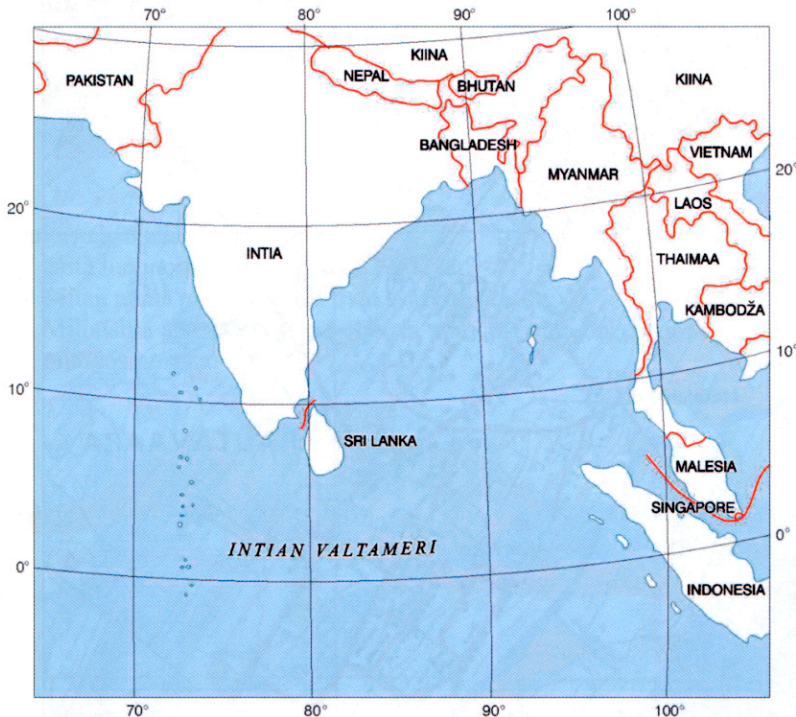 70°
80°
90°
100°
KIINA
PAKISTAN
NEPAL
KIINA
BHUTAN
BANGLADESH
VIETNAM
MYANMAR
20°
LAOS
20°
INTIA
THAIMAA
KAMBODŽA
10°
10°
SRI LANKA
MALESIA
SINGAPORE
0°
INTIAN VALTAMERI
0°
INDONESIA
70°
80°
90°
100°